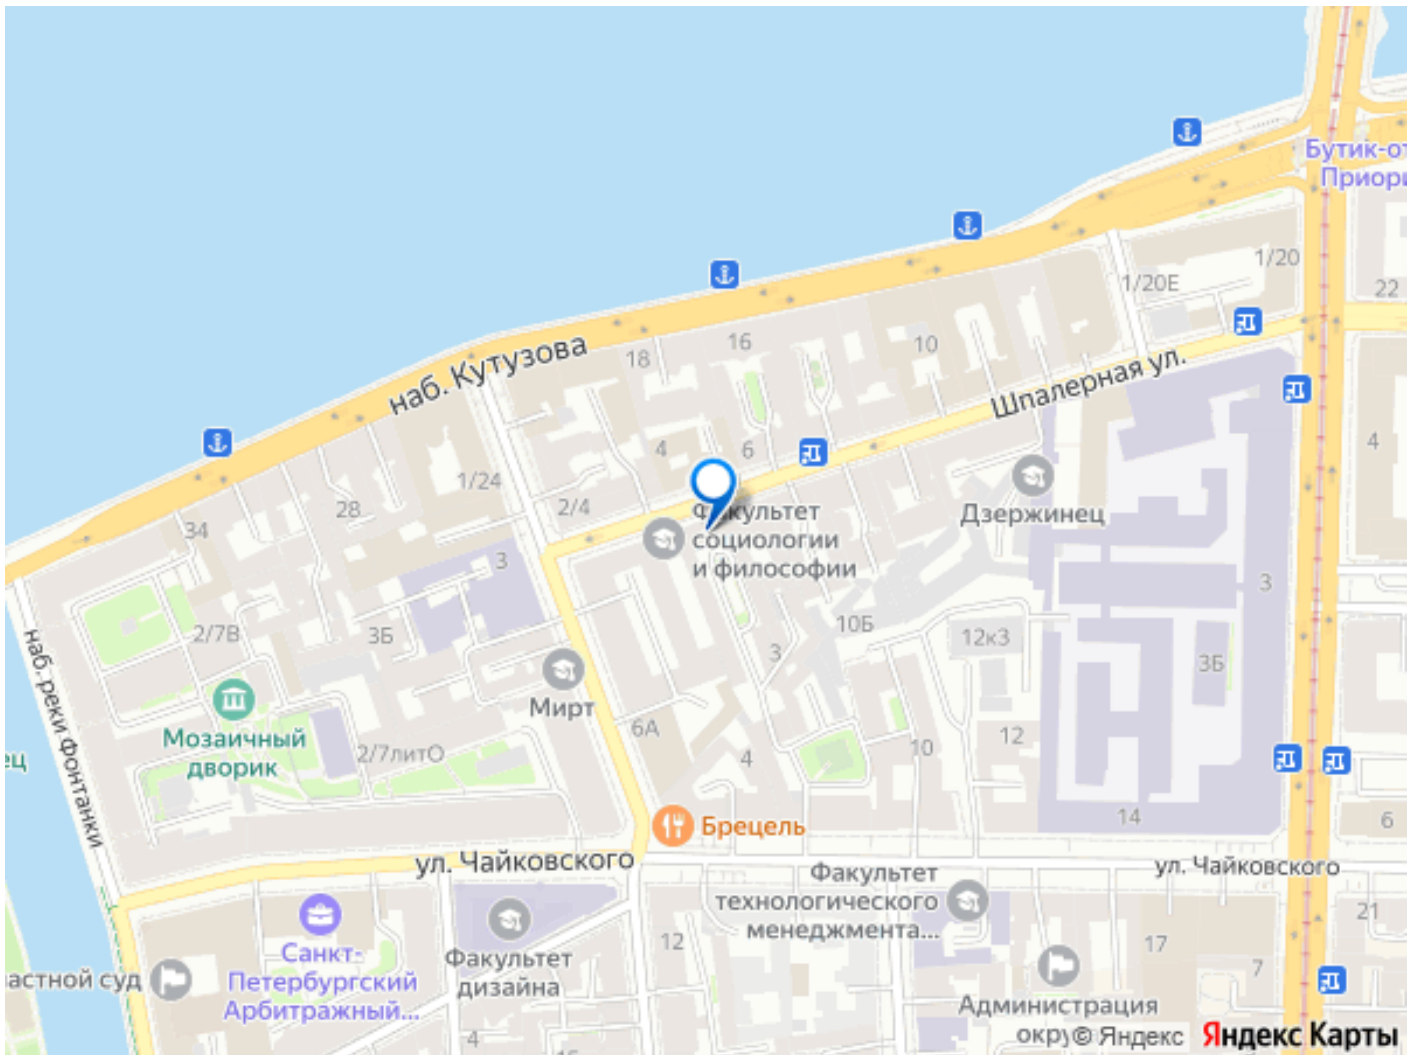 Бутик-от
Приори
1/20
1/20Е
22
16
18
10
наб. Кутузова
Шпалерная ул.
4
6
4
1/24
2/4
28
34
Факультет
социологии
и философии
Дзержинец
3
3
2/7В
3Б
10Б
12к3
3Б
3
наб. реки Фонтанки
Мирт
Мозаичный
дворик
2/7литО
6А
4
10
12
ец
14
6
Брецель
ул. Чайковского
ул. Чайковского
Факультет
технологического
менеджмента...
21
12
17
7
Санкт-
Петербургский
Арбитражный...
Факультет
дизайна
астной суд
Администрация
окру
4
© Яндекс
Яндекс Карты